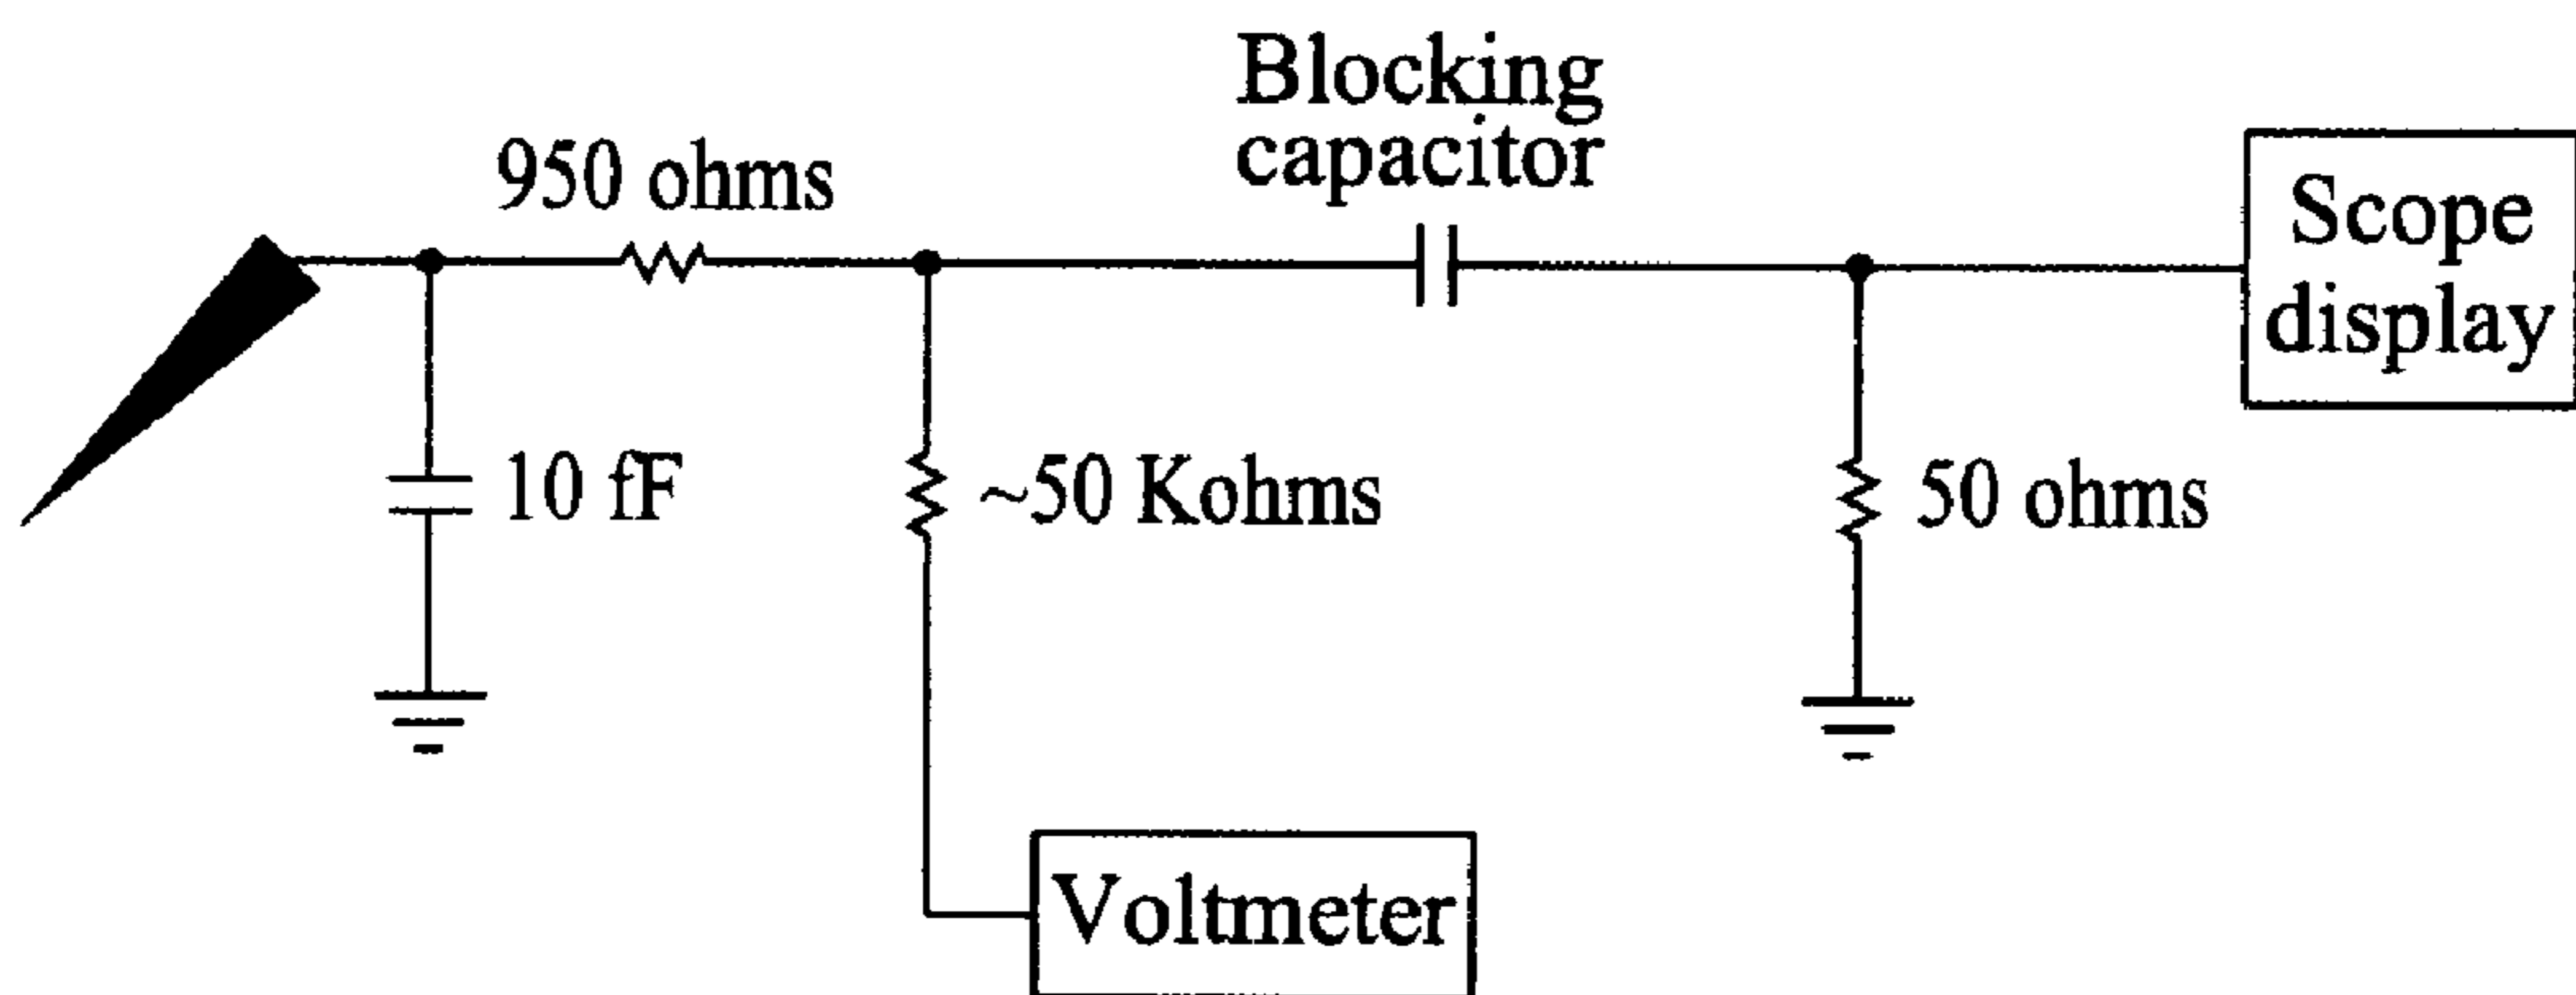 Blocking
capacitor
950 ohms
Scope
display
10 fF
~50 Kohms
50 ohms
Voltmeter